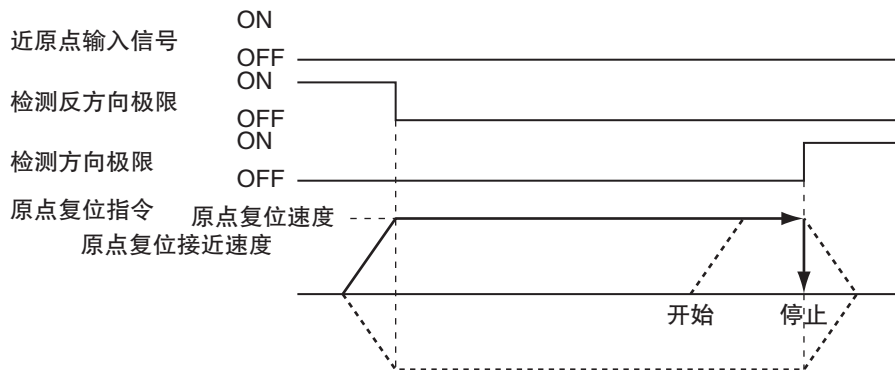 ON
近原点输入信号
OFF
ON
检测反方向极限
OFF
ON
检测方向极限
OFF
原点复位指令
原点复位速度
原点复位接近速度
开始
停止